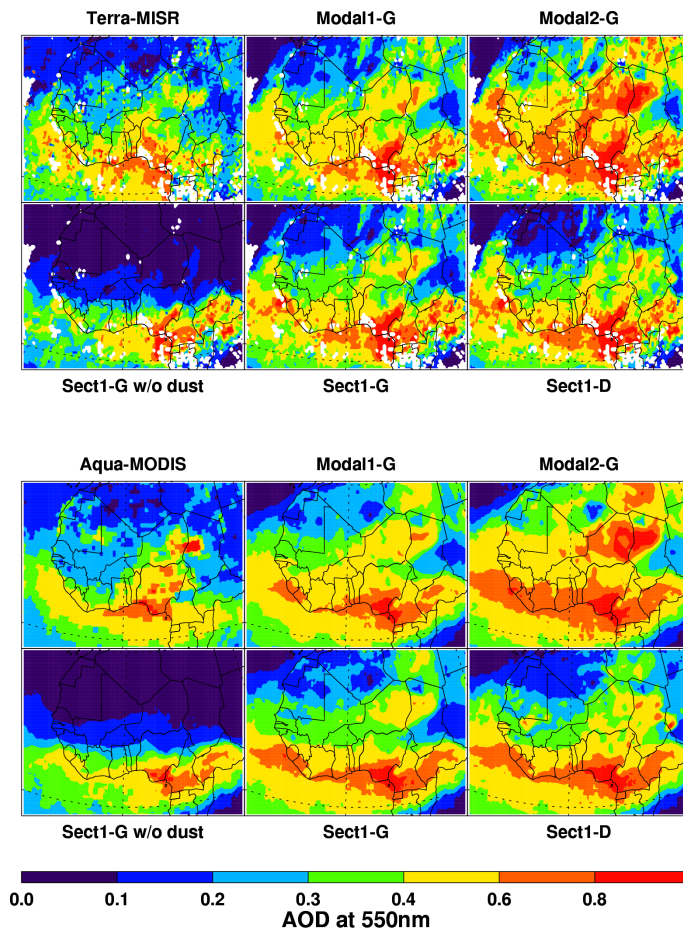 Terra-MISR Modal1-G Modal2-G
Sect1-G w/o dust Sect1-G Sect1-D
Aqua-MODIS Modal1-G Modal2-G
Sect1-G w/o dust Sect1-G Sect1-D
0.0 0.1 0.2 0.3 0.4 0.6 0.8
AOD at 550nm